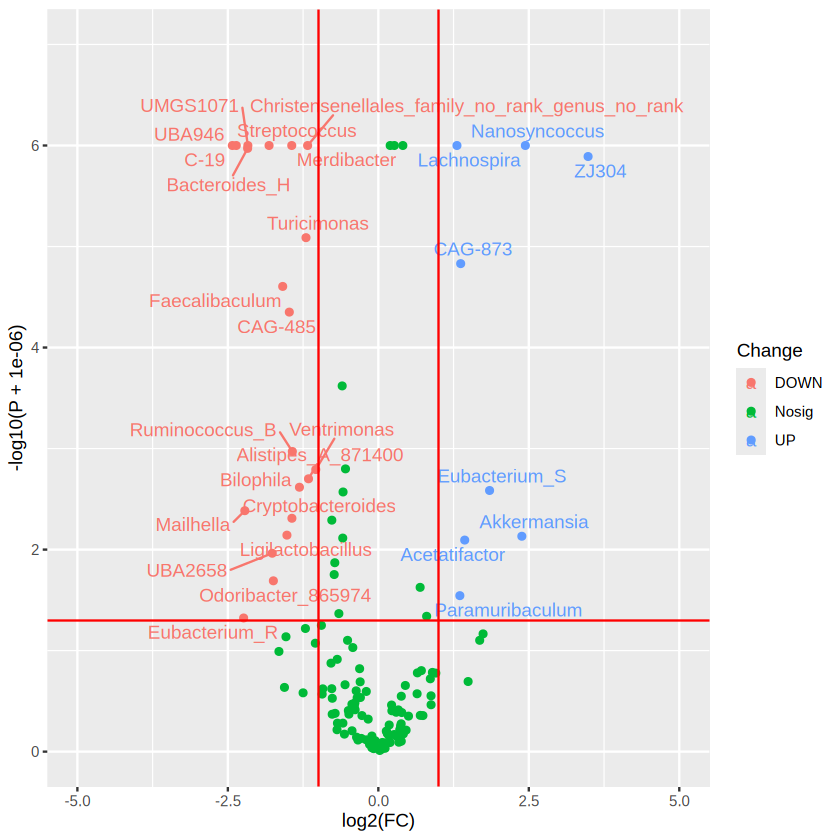 UMGS1071
Christensenellales_family_no_rank_genus_no_rank
UBA946
Streptococcus
Nanosyncoccus
C-19
Merdibacter
Lachnospira
ZJ304
Bacteroides_H
Turicimonas
CAG-873
Faecalibaculum
CAG-485
Ruminococcus_B
Ventrimonas
Alistipes_A_871400
Bilophila
Eubacterium_S
Cryptobacteroides
Mailhella
Akkermansia
Ligilactobacillus
Acetatifactor
UBA2658
Odoribacter_865974
Paramuribaculum
Eubacterium_R
6
4
2
0
-log10(P + 1e-06)
-5.0
-2.5
0.0
2.5
5.0
log2(FC)
Change
DOWN
Nosig
UP